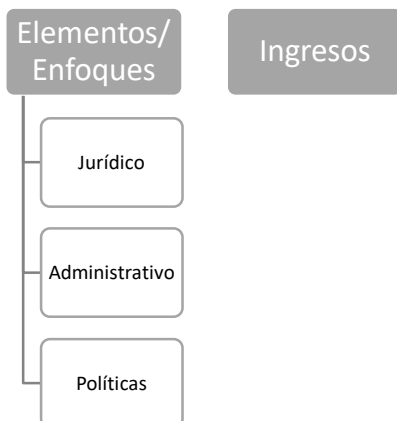 Elementos/
Enfoques
Ingresos
Jurídico
Administrativo
Políticas